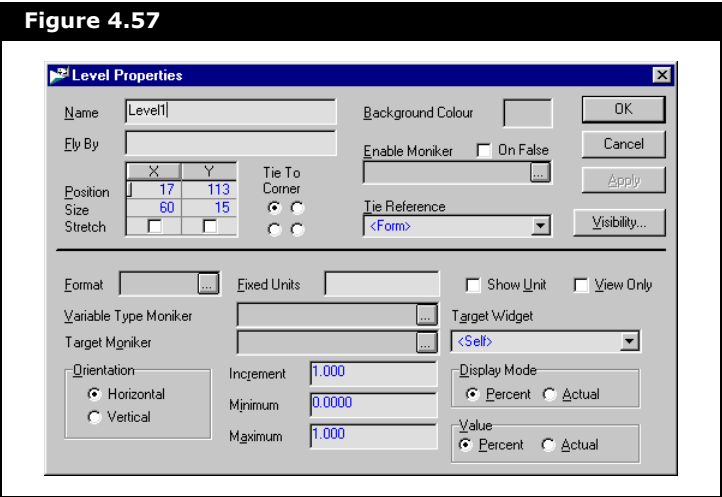 Figure 4.57
Level Properties
Name Level1 Background Colour OK
Fly By Enable Moniker On False Cancel
X Y Tie To Corner ... Apply
Position 17 113
Size 60 15 Tie Reference
Stretch <Form> Visibility...
Format ... Fixed Units Show Unit View Only
Variable Type Moniker ... Target Widget
Target Moniker ... <Self>
Orientation Increment 1.000 Display Mode
Horizontal Minimum 0.0000 Percent Actual
Vertical Maximum 1.000 Value
Percent Actual